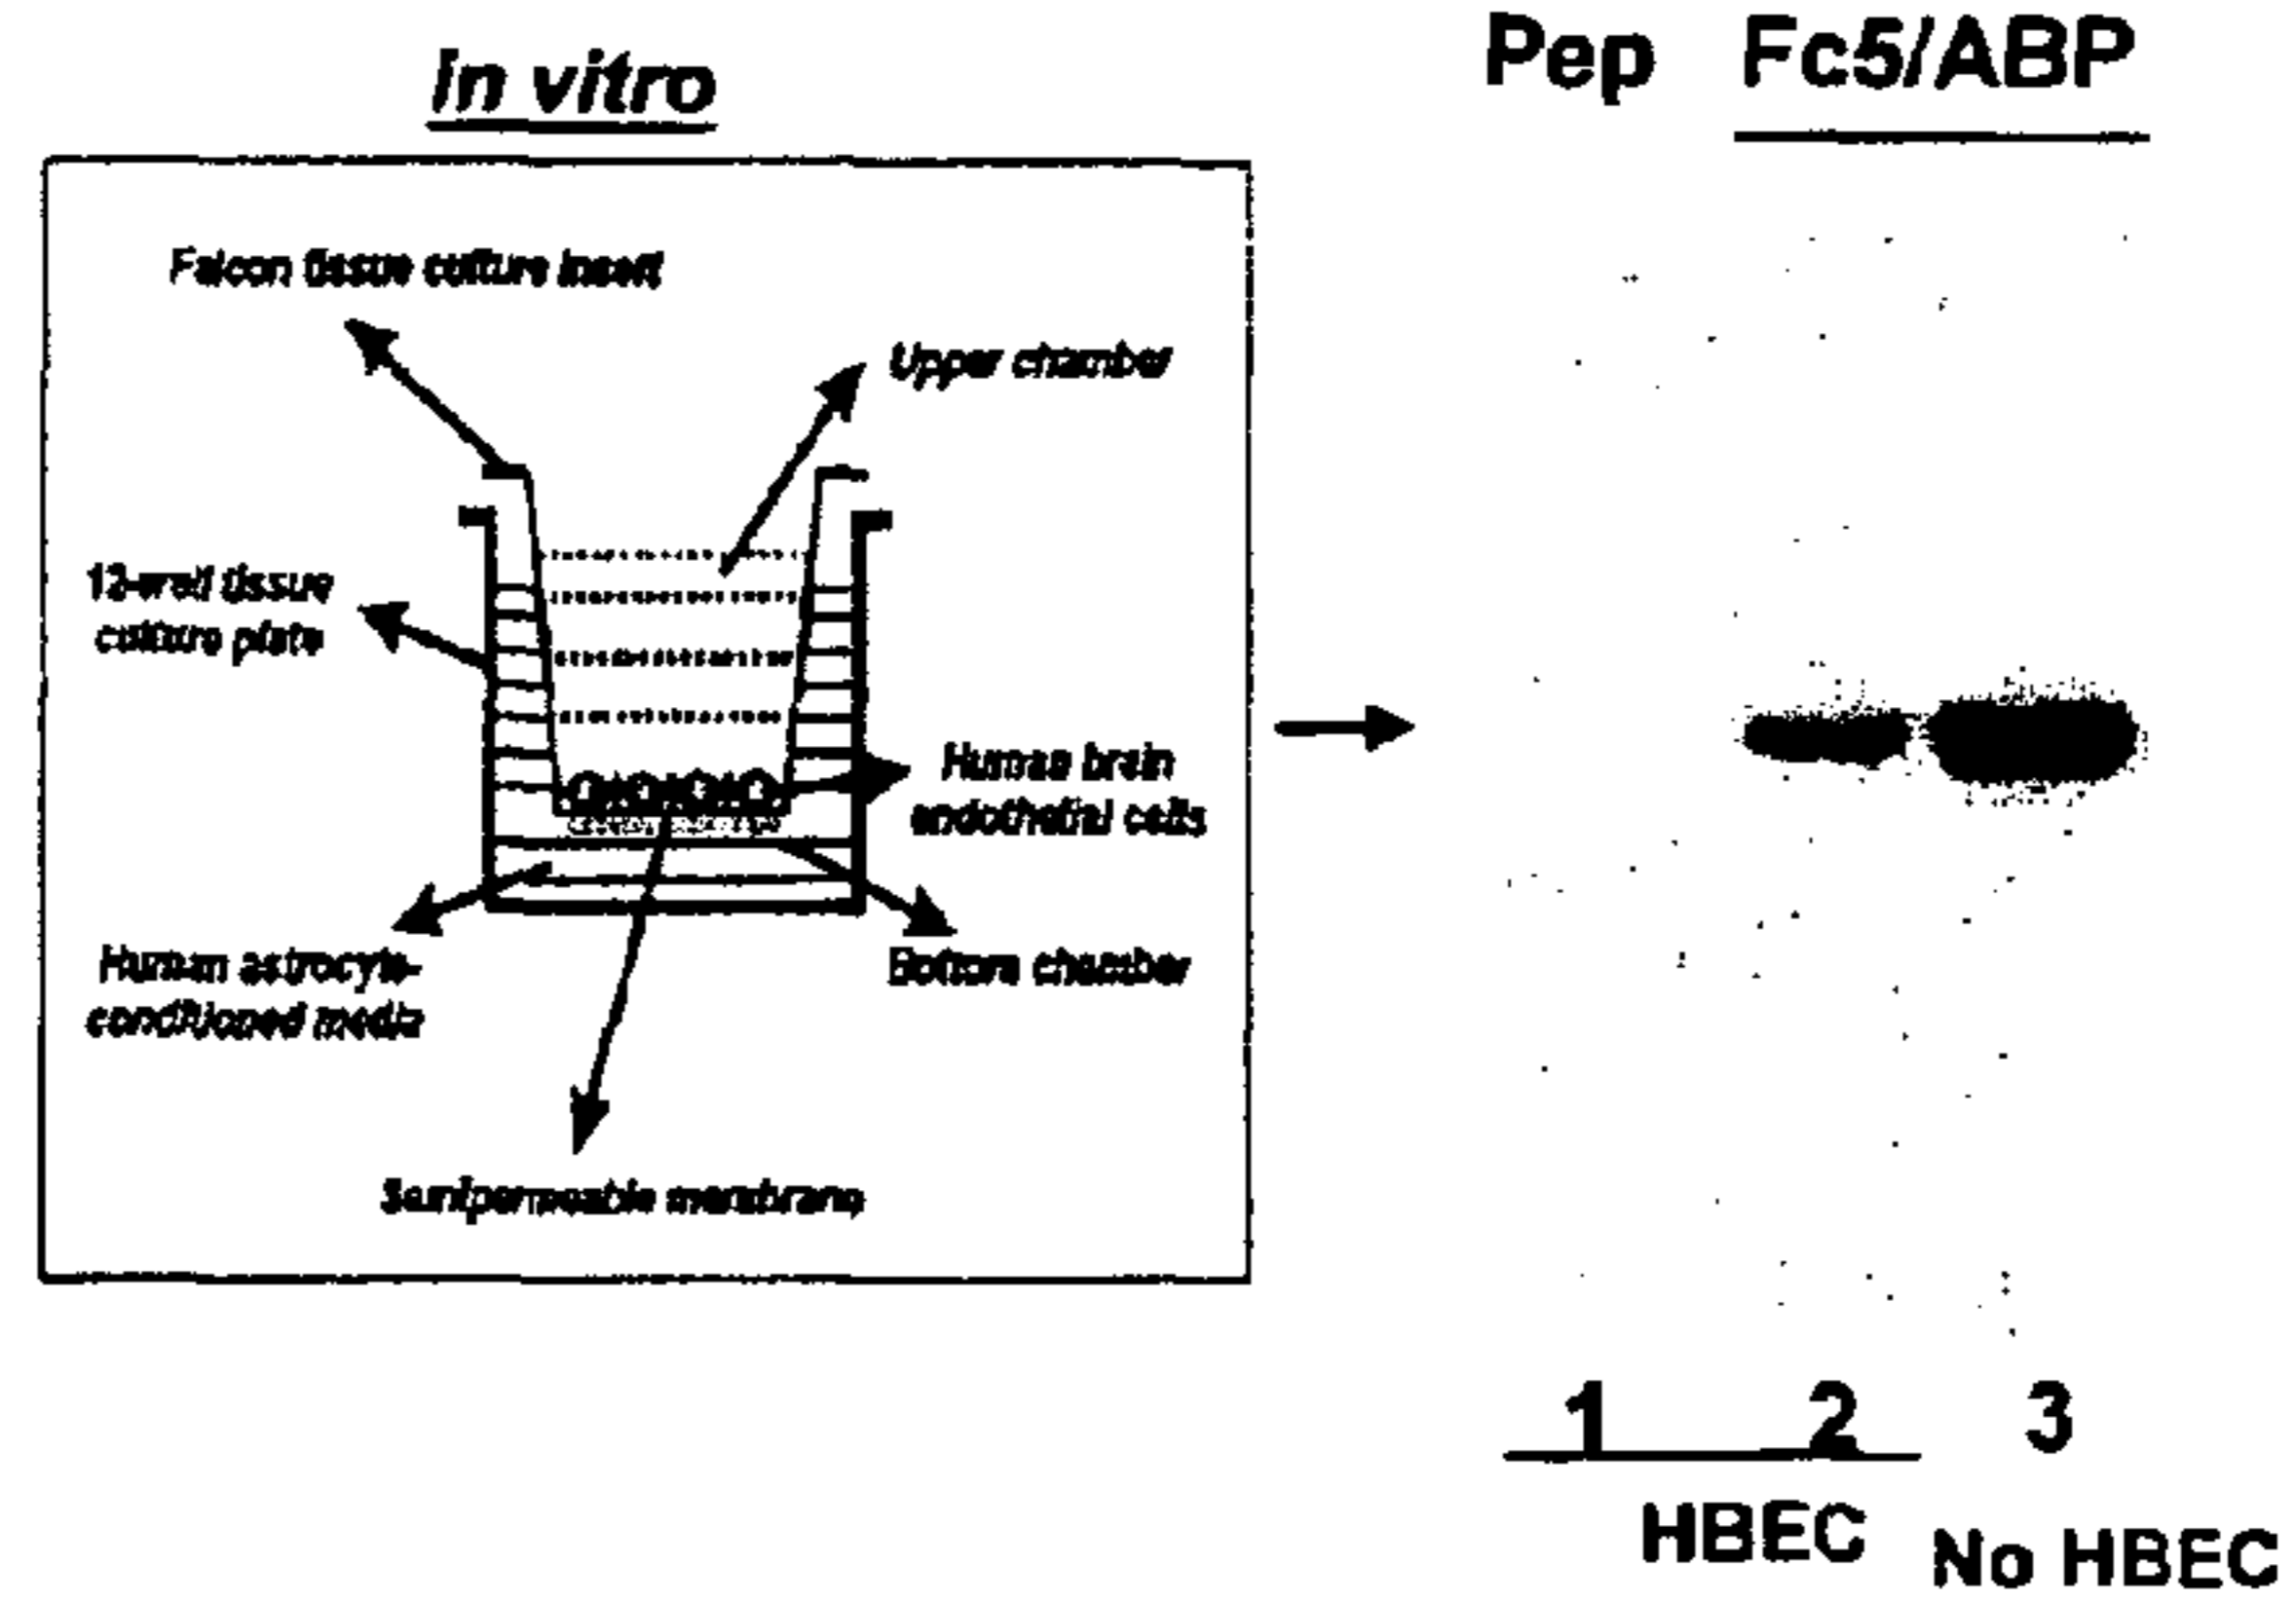 In vitro
Falcon tissue culture insert
Upper chamber
12-well tissue
culture plate
Human brain
endothelial cells
Human astrocyte-
conditioned media
Bottom chamber
Semipermeable membrane
Pep Fc5/ABP
1 2 3
HBEC
No HBEC